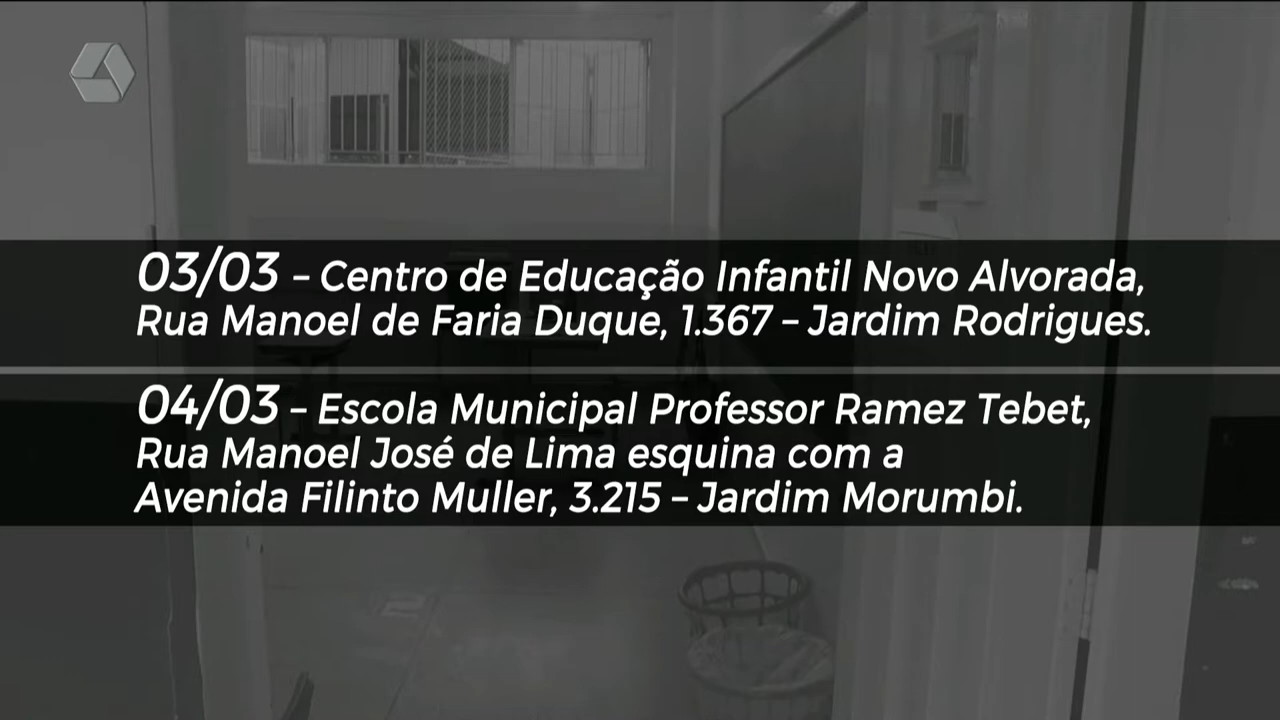 03/03 – Centro de Educação Infantil Novo Alvorada,
Rua Manoel de Faria Duque, 1.367 – Jardim Rodrigues.
04/03 – Escola Municipal Professor Ramez Tebet,
Rua Manoel José de Lima esquina com a
Avenida Filinto Muller, 3.215 – Jardim Morumbi.